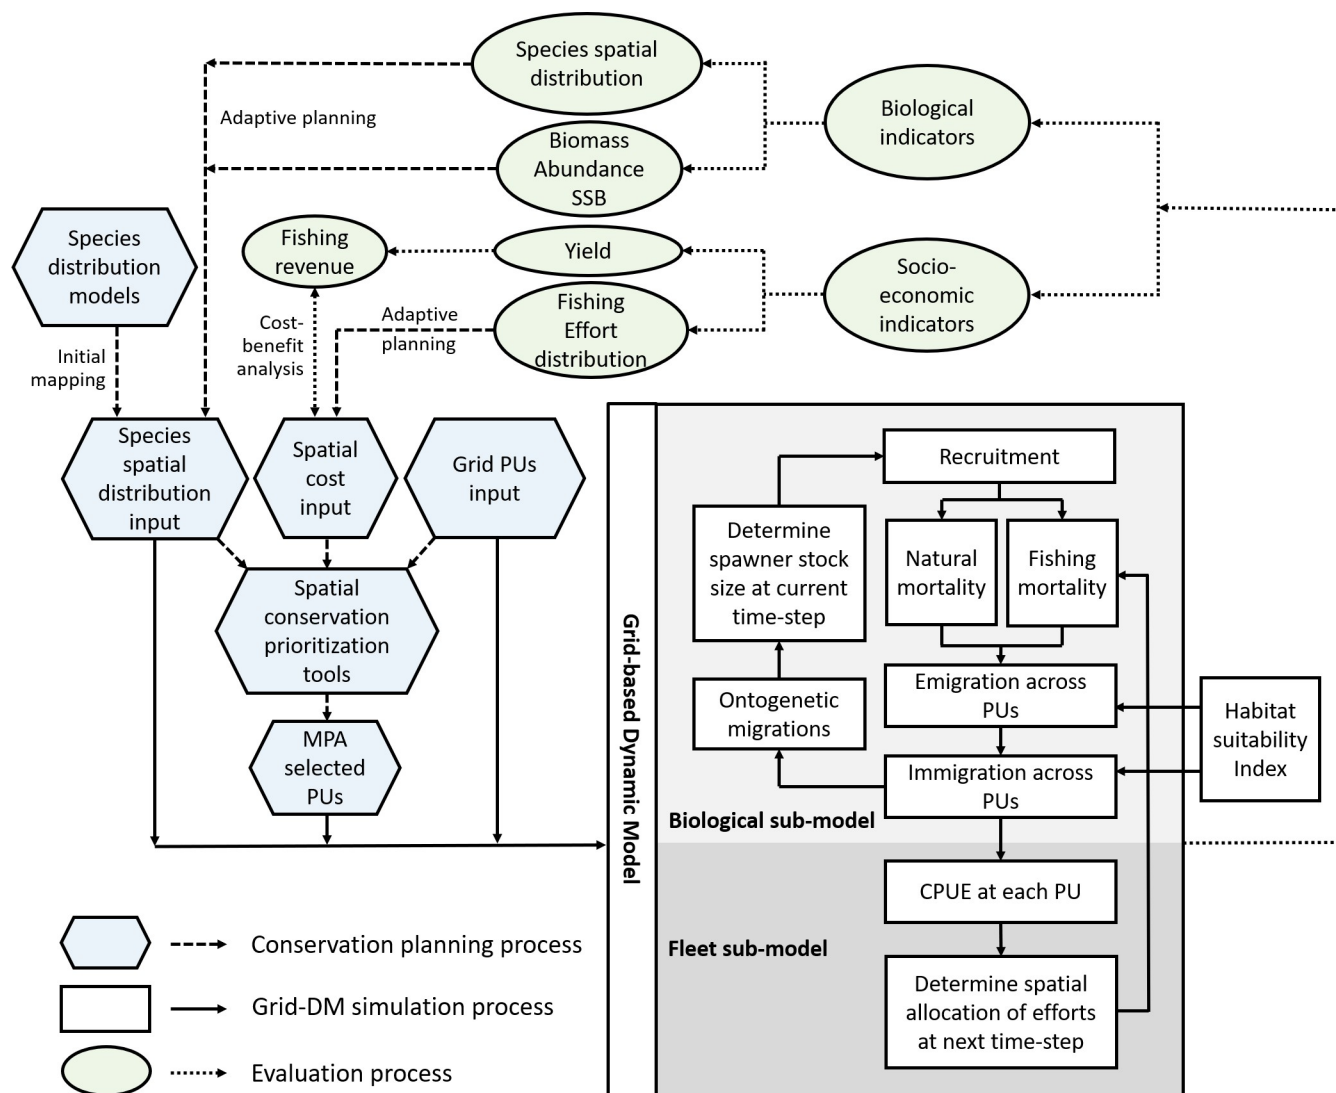 Species spatial
distribution
Biological
indicators
Adaptive planning
Biomass
Abundance
SSB
Species
distribution
models
Fishing
revenue
Yield
Socio-
economic
indicators
Fishing
Effort
distribution
Cost-
benefit
analysis
Adaptive
planning
Initial
mapping
Species
spatial
distribution
input
Spatial
cost
input
Grid PUs
input
Spatial
conservation
prioritization
tools
MPA
selected
PUs
Grid-based Dynamic Model
Recruitment
Determine
spawner stock
size at current
time-step
Natural
mortality
Fishing
mortality
Ontogenetic
migrations
Emigration across
PUs
Immigration across
PUs
Habitat
suitability
Index
Biological sub-model
CPUE at each PU
Fleet sub-model
Determine spatial
allocation of efforts
at next time-step
Conservation planning process
Grid-DM simulation process
Evaluation process